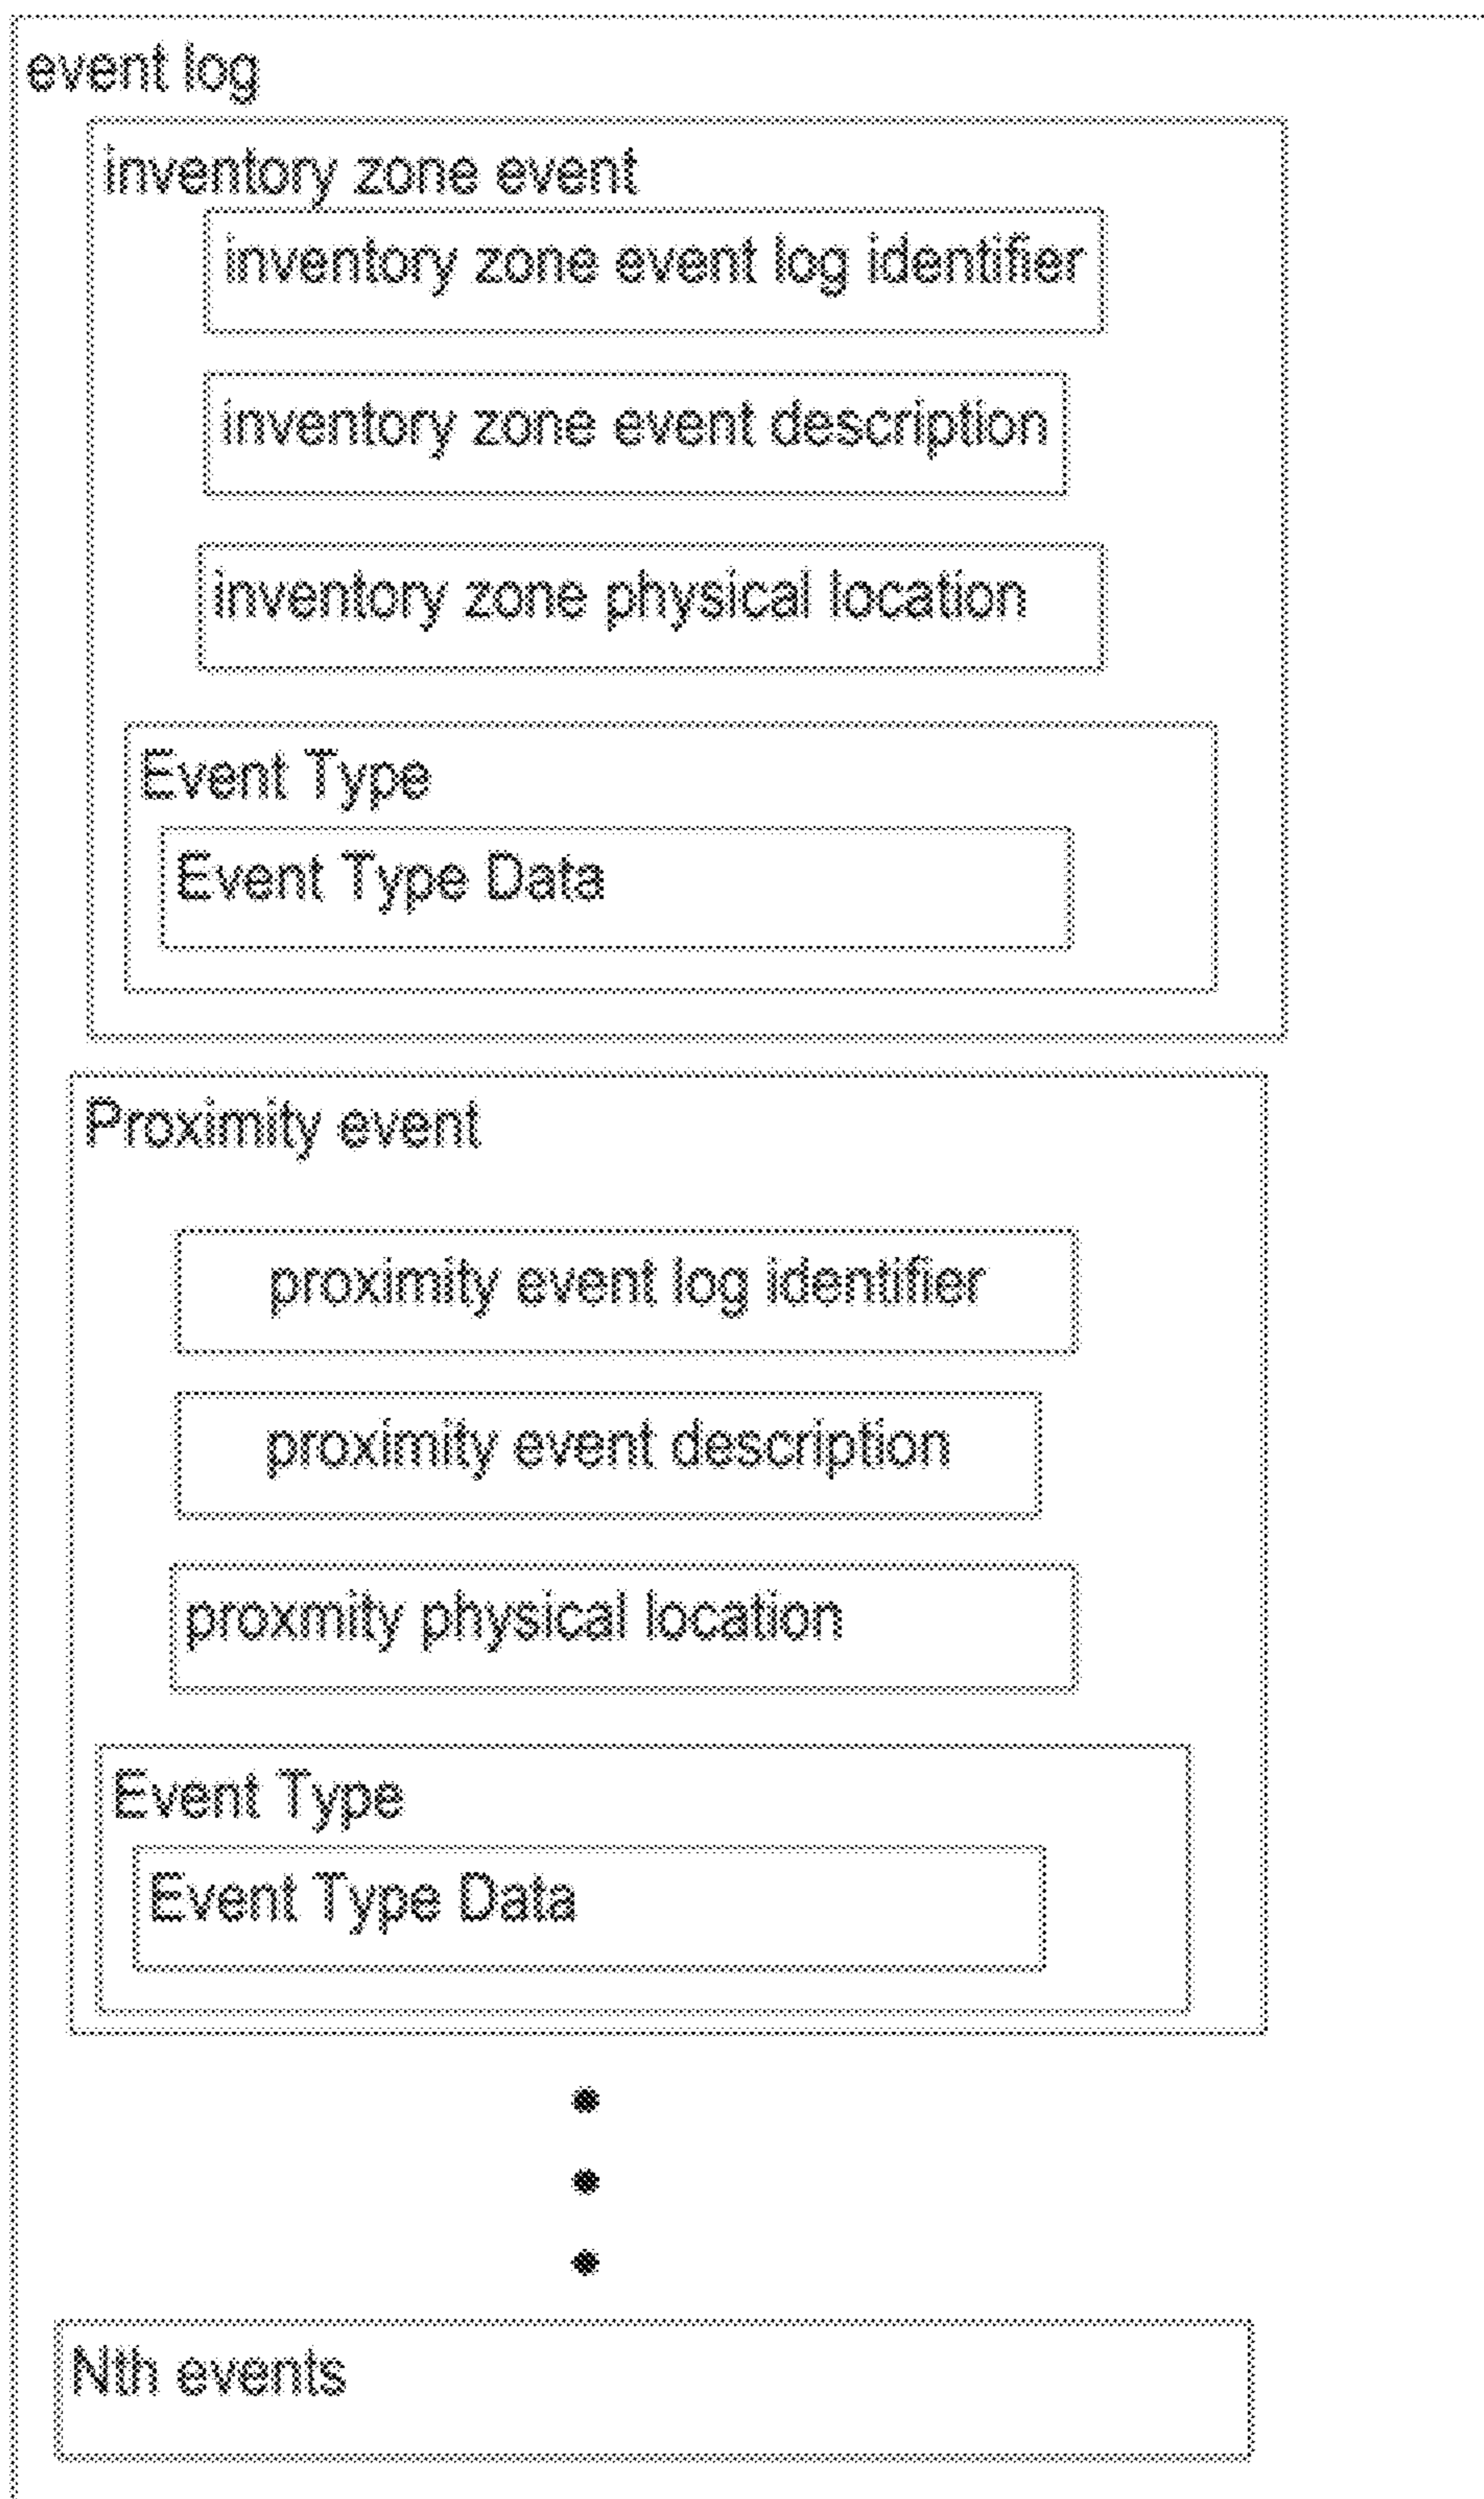 event log
inventory zone event
inventory zone event log identifier
inventory zone event description
inventory zone physical location
Event Type
Event Type Data
Proximity event
proximity event log identifier
proximity event description
proxmity physical location
Event Type
Event Type Data
Nth events